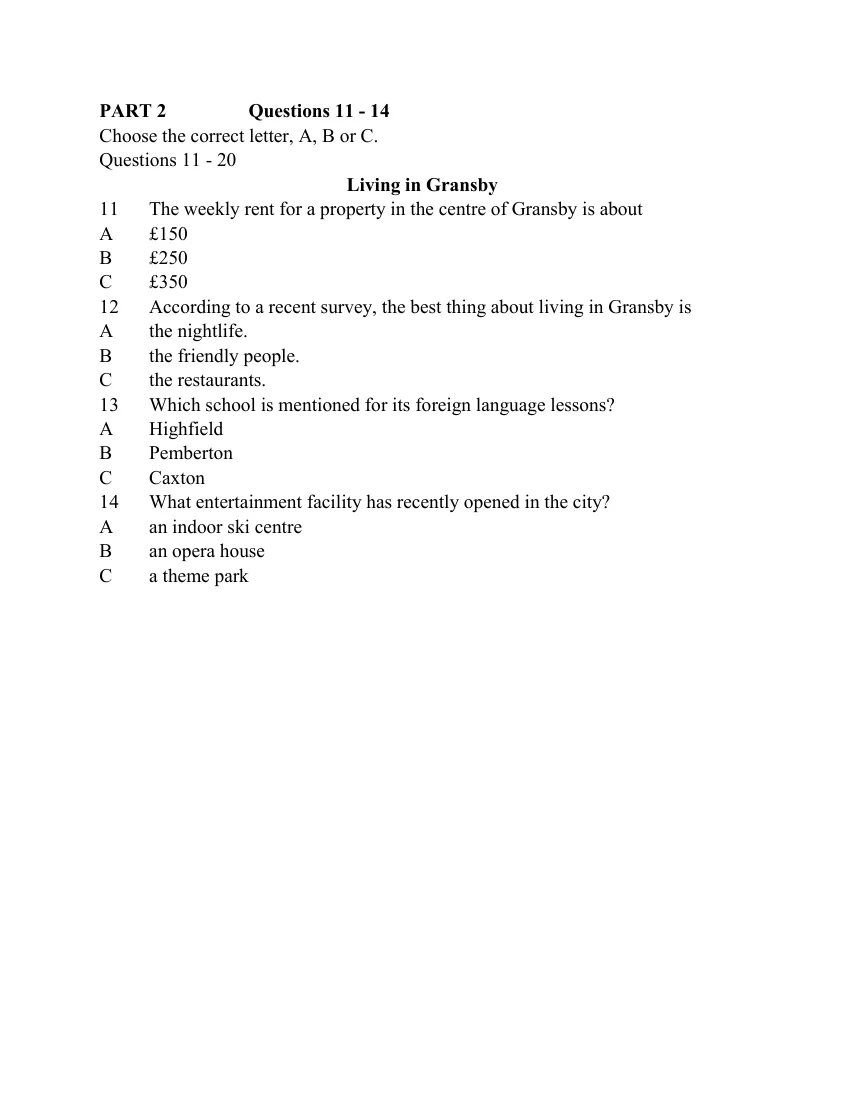 PART 2 Questions 11 - 14
Choose the correct letter, A, B or C.
Questions 11 - 20
Living in Gransby
11 The weekly rent for a property in the centre of Gransby is about
A £150
B £250
C £350
12 According to a recent survey, the best thing about living in Gransby is
A the nightlife.
B the friendly people.
C the restaurants.
13 Which school is mentioned for its foreign language lessons?
A Highfield
B Pemberton
C Caxton
14 What entertainment facility has recently opened in the city?
A an indoor ski centre
B an opera house
C a theme park